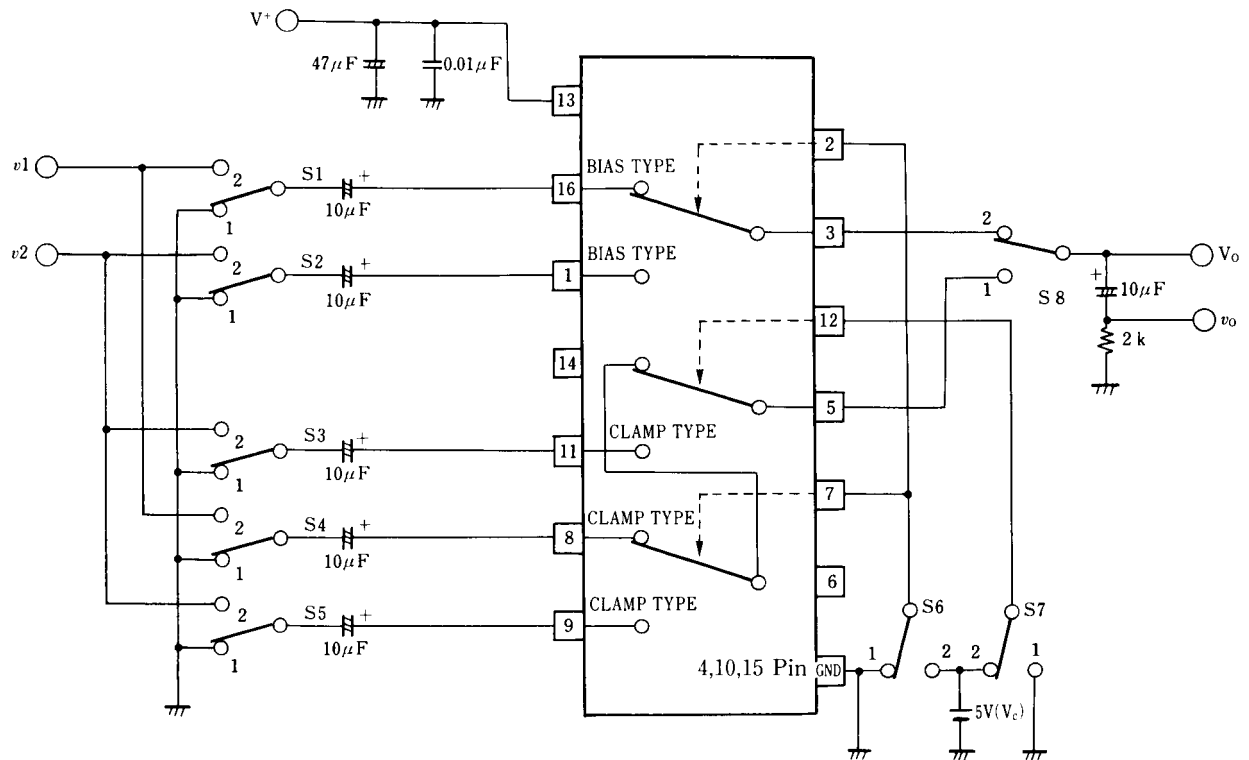 V⁺
47μF
0.01μF
13
2
v1
BIAS TYPE
2
S1
+
16
1
10μF
3
2
v2
BIAS TYPE
Vo
2
S2
+
1
1
+
10μF
1
10μF
S8
12
vo
2k
14
5
CLAMP TYPE
2
S3
+
11
1
10μF
7
CLAMP TYPE
2
S4
+
8
1
10μF
6
CLAMP TYPE
2
S5
+
9
S6
S7
1
10μF
4,10,15 Pin GND
1
2
2
1
5V(Vc)